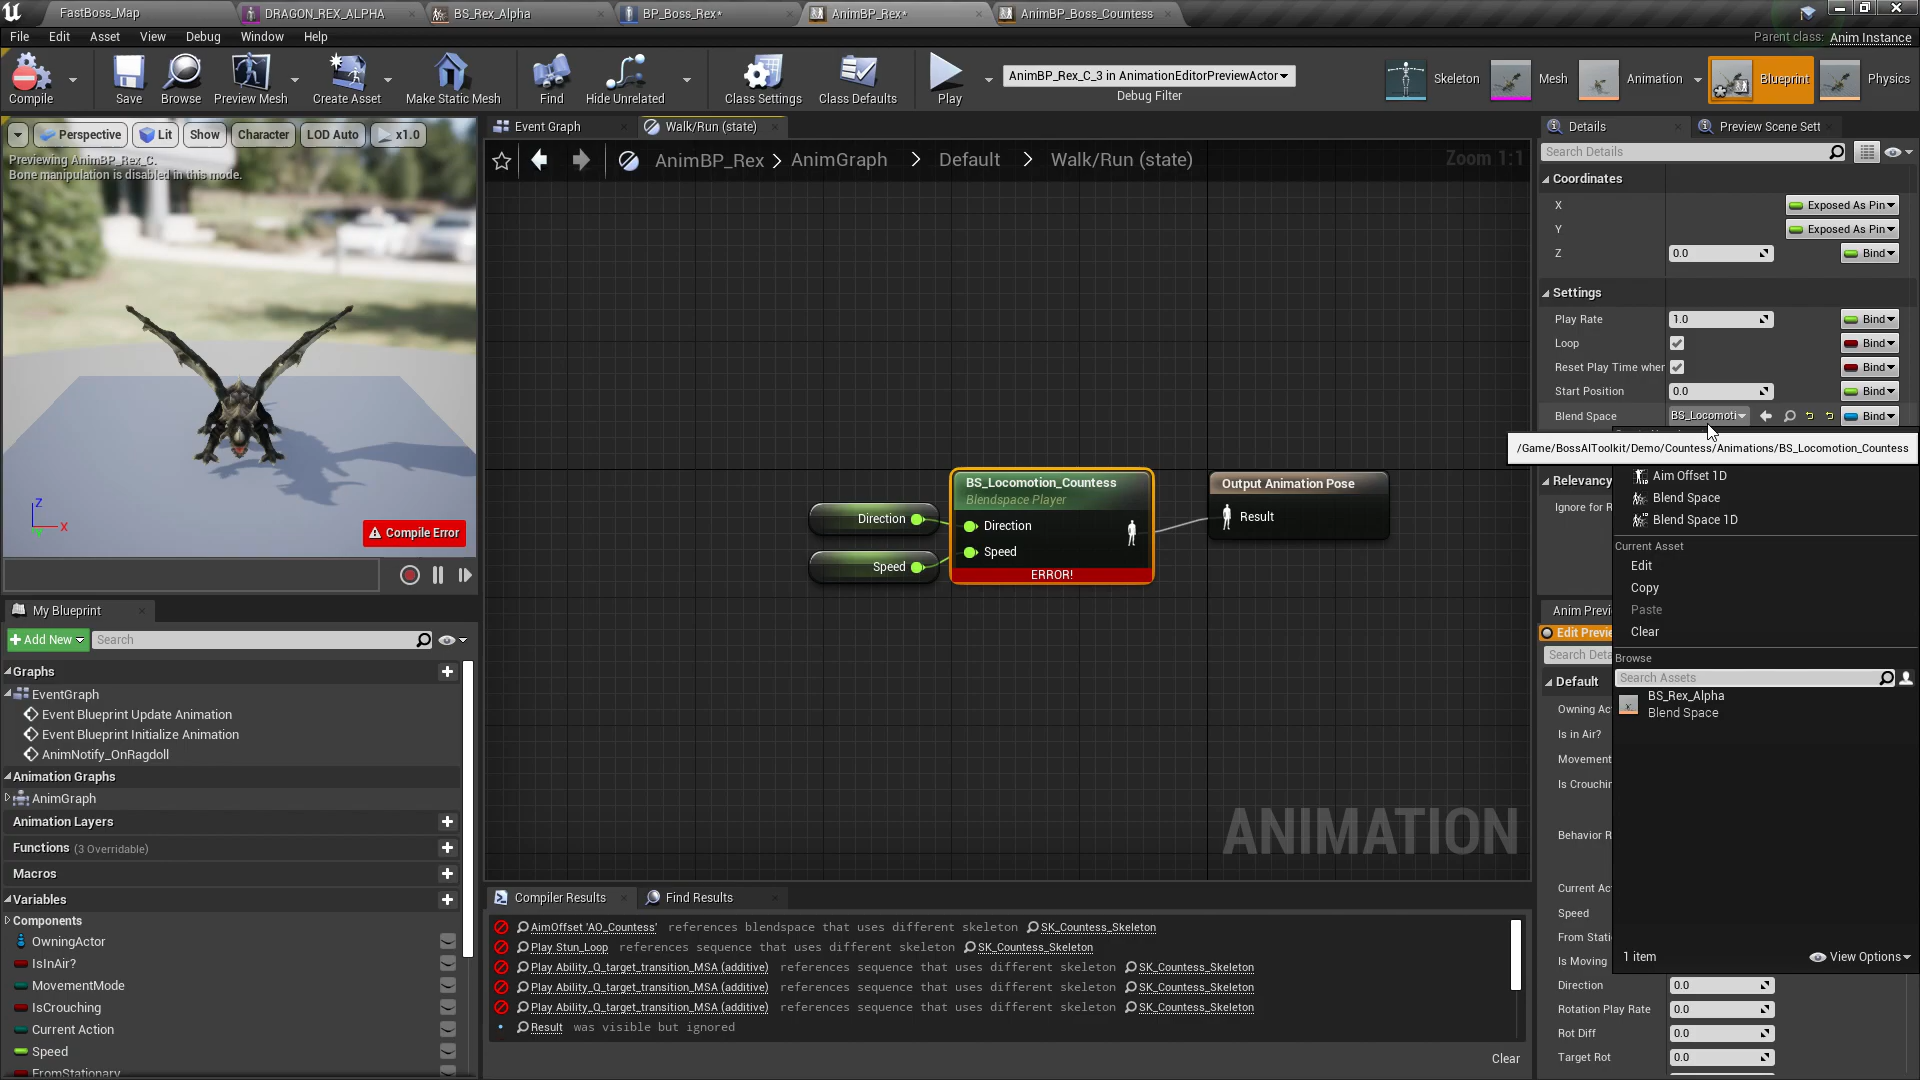 FastBoss_Map
DRAGON_REX_ALPHA
BS_Rex_Alpha
BP_Boss_Rex*
AnimBP_Rex*
AnimBP_Boss_Countess
File Edit Asset View Debug Window Help
Parent class: Anim Instance
Compile
Save
Browse
Preview Mesh
Create Asset
Make Static Mesh
Find
Hide Unrelated
Class Settings
Class Defaults
Play
AnimBP_Rex_C_3 in AnimationEditorPreviewActor
Debug Filter
Skeleton
Mesh
Animation
Blueprint
Physics
Perspective Lit Show Character LOD Auto x1.0
Previewing AnimBP_Rex_C.
Bone manipulation is disabled in this mode.
Z
X
Compile Error
Event Graph
Walk/Run (state)
AnimBP_Rex > AnimGraph > Default > Walk/Run (state)
Zoom 1:1
Direction
Speed
BS_Locomotion_Countess
Blendspace Player
Direction
Speed
ERROR!
Output Animation Pose
Result
ANIMATION
My Blueprint
+ Add New
Search
Graphs
EventGraph
Event Blueprint Update Animation
Event Blueprint Initialize Animation
AnimNotify_OnRagdoll
Animation Graphs
AnimGraph
Animation Layers
Functions (3 Overridable)
Macros
Variables
Components
OwningActor
IsInAir?
MovementMode
IsCrouching
Current Action
Speed
FromStationary
Compiler Results
Find Results
AimOffset 'AO_Countess' references blendspace that uses different skeleton SK_Countess_Skeleton
Play Stun_Loop references sequence that uses different skeleton SK_Countess_Skeleton
Play Ability_Q_target_transition_MSA (additive) references sequence that uses different skeleton SK_Countess_Skeleton
Play Ability_Q_target_transition_MSA (additive) references sequence that uses different skeleton SK_Countess_Skeleton
Play Ability_Q_target_transition_MSA (additive) references sequence that uses different skeleton SK_Countess_Skeleton
Result was visible but ignored
Clear
Details
Preview Scene Sett
Search Details
Coordinates
X Exposed As Pin
Y Exposed As Pin
Z 0.0 Bind
Settings
Play Rate 1.0 Bind
Loop Bind
Reset Play Time wher Bind
Start Position 0.0 Bind
Blend Space BS_Locomoti Bind
/Game/BossAIToolkit/Demo/Countess/Animations/BS_Locomotion_Countess
Relevancy
Ignore for R
Aim Offset 1D
Blend Space
Blend Space 1D
Current Asset
Edit
Copy
Paste
Clear
Browse
Search Assets
BS_Rex_Alpha
Blend Space
1 item
View Options
Anim Previ
Edit Previe
Search Deta
Default
Owning Ac
Is in Air?
Movement
Is Crouchin
Behavior R
Current Ac
Speed
From Stati
Is Moving
Direction 0.0
Rotation Play Rate 0.0
Rot Diff 0.0
Target Rot 0.0